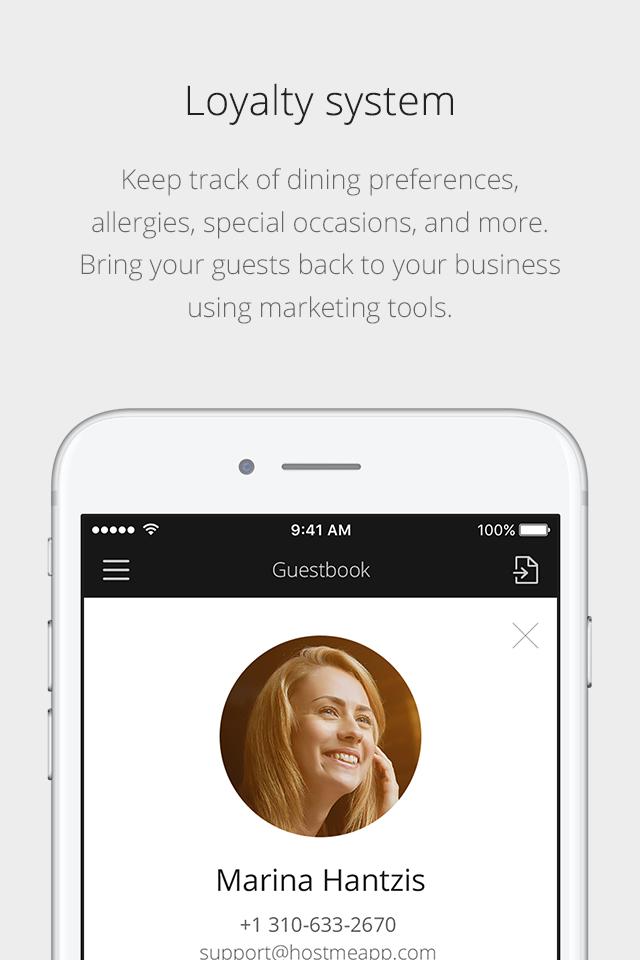 Loyalty system
Keep track of dining preferences,
allergies, special occasions, and more.
Bring your guests back to your business
using marketing tools.
9:41 AM
100%
Guestbook
Marina Hantzis
+1 310-633-2670
support@hostmeapp.com